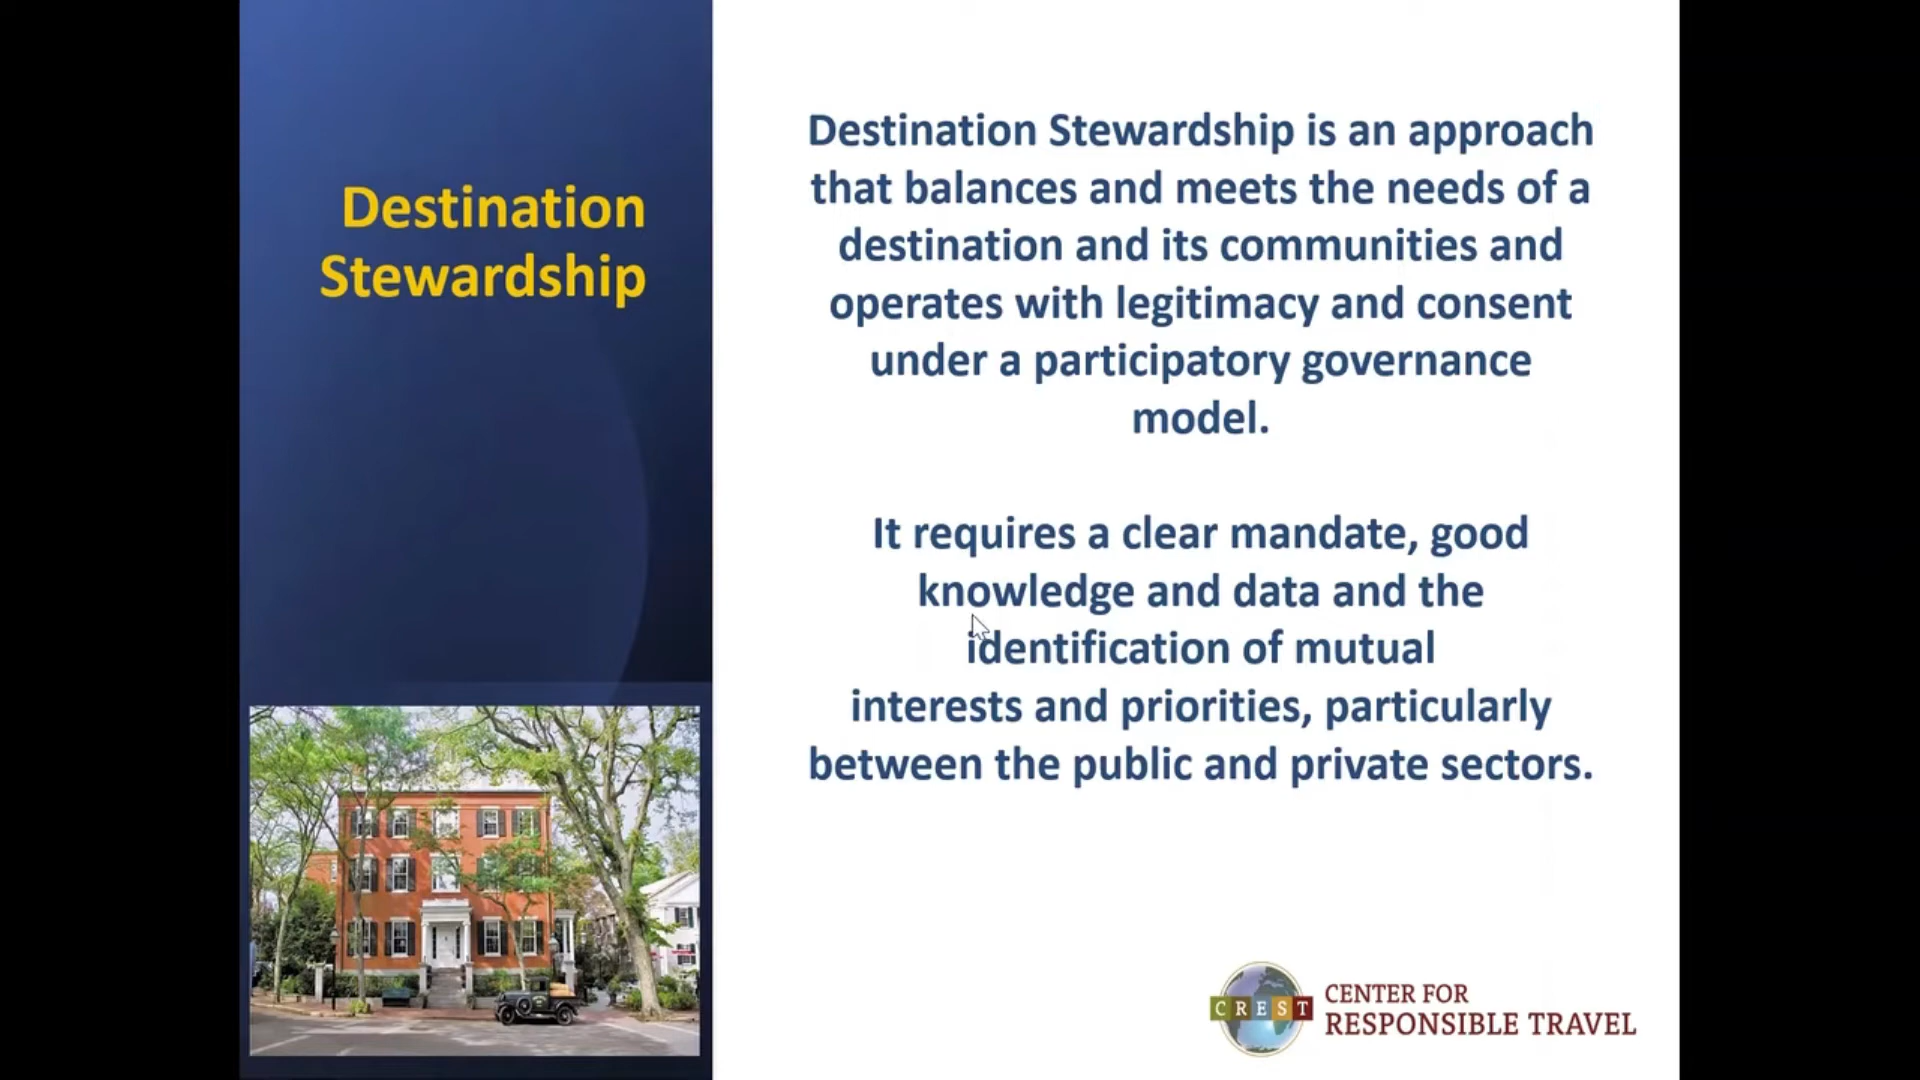 Destination
Stewardship
Destination Stewardship is an approach
that balances and meets the needs of a
destination and its communities and
operates with legitimacy and consent
under a participatory governance
model.
It requires a clear mandate, good
knowledge and data and the
identification of mutual
interests and priorities, particularly
between the public and private sectors.
CREST
CENTER FOR
RESPONSIBLE TRAVEL